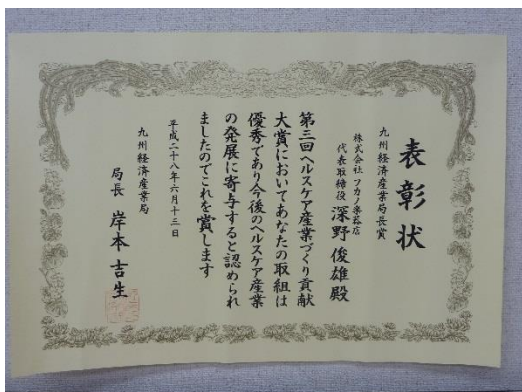 表彰状
九州経済産業局長賞
株式会社フカノ楽器店
代表取締役 深野俊雄殿
第三回ヘルスケア産業づくり貢献
大賞においてあなたの取組は
優秀であり今後のヘルスケア産業
の発展に寄与すると認められ
ましたのでこれを賞します
平成二十八年六月十三日
九州経済産業局
局長 岸本吉生